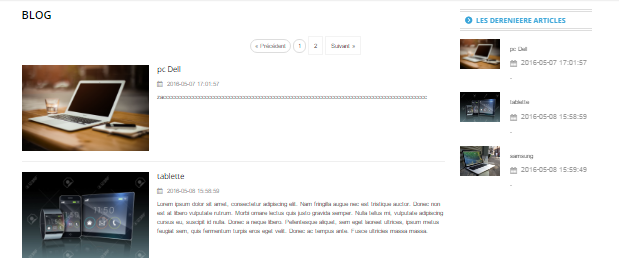 BLOG
« Précédent 1 2 Suivant »
pc Dell
2016-05-07 17:01:57
tablette
2016-05-08 15:58:59
Lorem ipsum dolor sit amet, consectetur adipiscing elit. Nam fringilla augue nec est tristique auctor. Donec non
est at libero vulputate rutrum. Morbi ornare lectus quis justo gravida semper. Nulla tellus mi, vulputate adipiscing
cursus eu, suscipit id nulla. Donec a neque libero. Pellentesque aliquet, sem eget laoreet ultrices, ipsum metus
feugiat sem, quis fermentum turpis eros eget velit. Donec ac tempus ante. Fusce ultrices massa massa.
LES DERENIEERE ARTICLES
pc Dell
2016-05-07 17:01:57
.
tablette
2016-05-08 15:58:59
.
samsung
2016-05-08 15:59:49
.